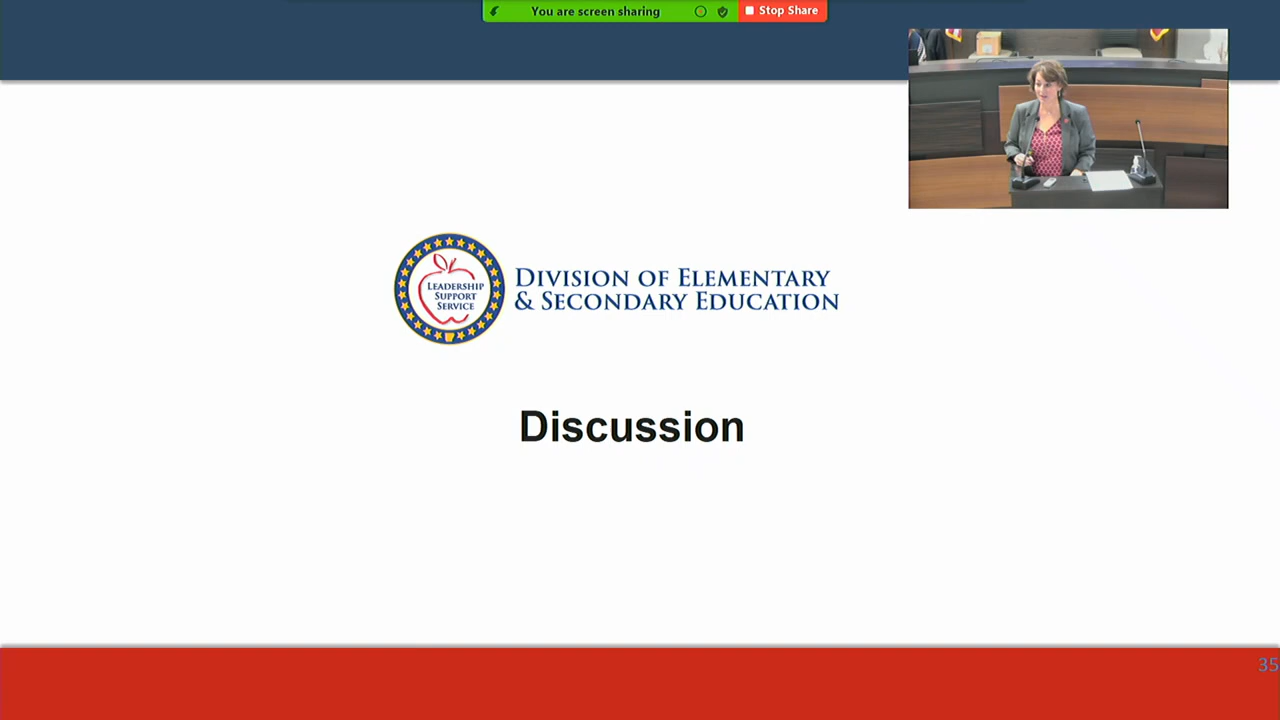 You are screen sharing
Stop Share
LEADERSHIP
SUPPORT
SERVICE
DIVISION OF ELEMENTARY
& SECONDARY EDUCATION
Discussion
35